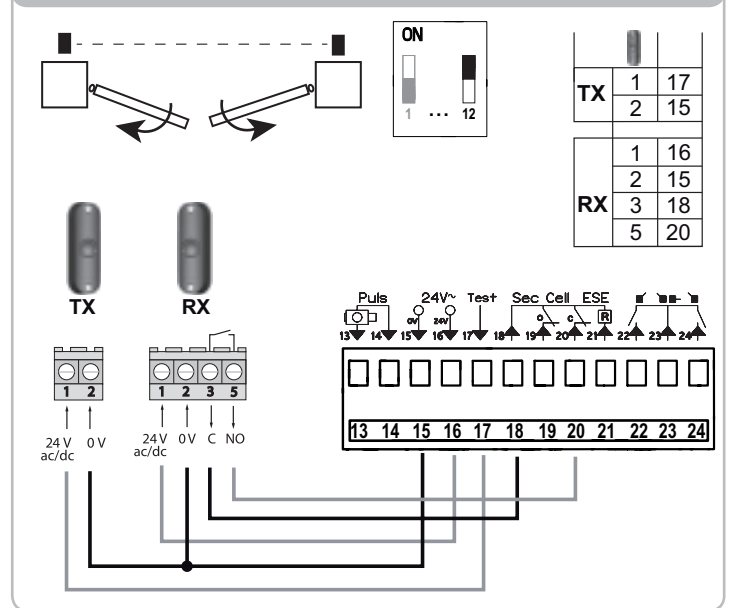 ON
1 ... 12
TX 1 17
2 15
RX 1 16
2 15
3 18
5 20
TX RX
Puls 24V~ Test Sec Cell ESE
0V 24V O C R
13 14 15 16 17 18 19 20 21 22 23 24
1 2 1 2 3 5
13 14 15 16 17 18 19 20 21 22 23 24
24 V 0 V 24 V 0 V C NO
ac/dc ac/dc